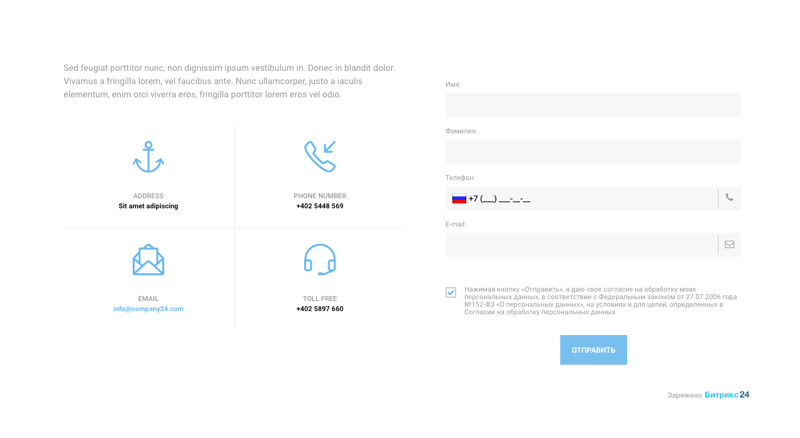 Sed feugiat porttitor nunc, non dignissim ipsum vestibulum in. Donec in blandit dolor.
Vivamus a fringilla lorem, vel faucibus ante. Nunc ullamcorper, justo a iaculis
elementum, enim orci viverra eros, fringilla porttitor lorem eros vel odio.
ADDRESS
Sit amet adipiscing
PHONE NUMBER
+402 5448 569
EMAIL
info@company24.com
TOLL FREE
+402 5897 660
Имя:
Фамилия:
Телефон:
+7 (___) ___-__-__
E-mail:
Нажимая кнопку «Отправить», я даю свое согласие на обработку моих
персональных данных, в соответствии с Федеральным законом от 27.07.2006 года
№152-ФЗ «О персональных данных», на условиях и для целей, определенных в
Согласии на обработку персональных данных
ОТПРАВИТЬ
Заряжено Битрикс24